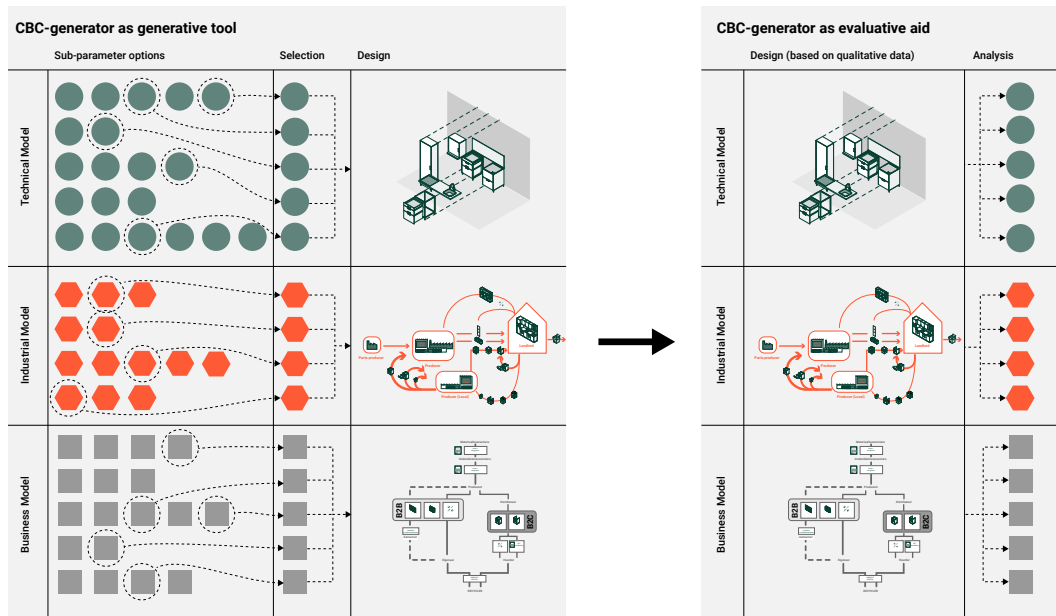 CBC-generator as generative tool
Sub-parameter options
Selection
Design
Technical Model
Industrial Model
Parts producer
Producer
Producer (Local)
Landlord
Business Model
B2B
B2C
CBC-generator as evaluative aid
Design (based on qualitative data)
Analysis
Technical Model
Industrial Model
Parts producer
Producer
Producer (Local)
Landlord
Business Model
B2B
B2C